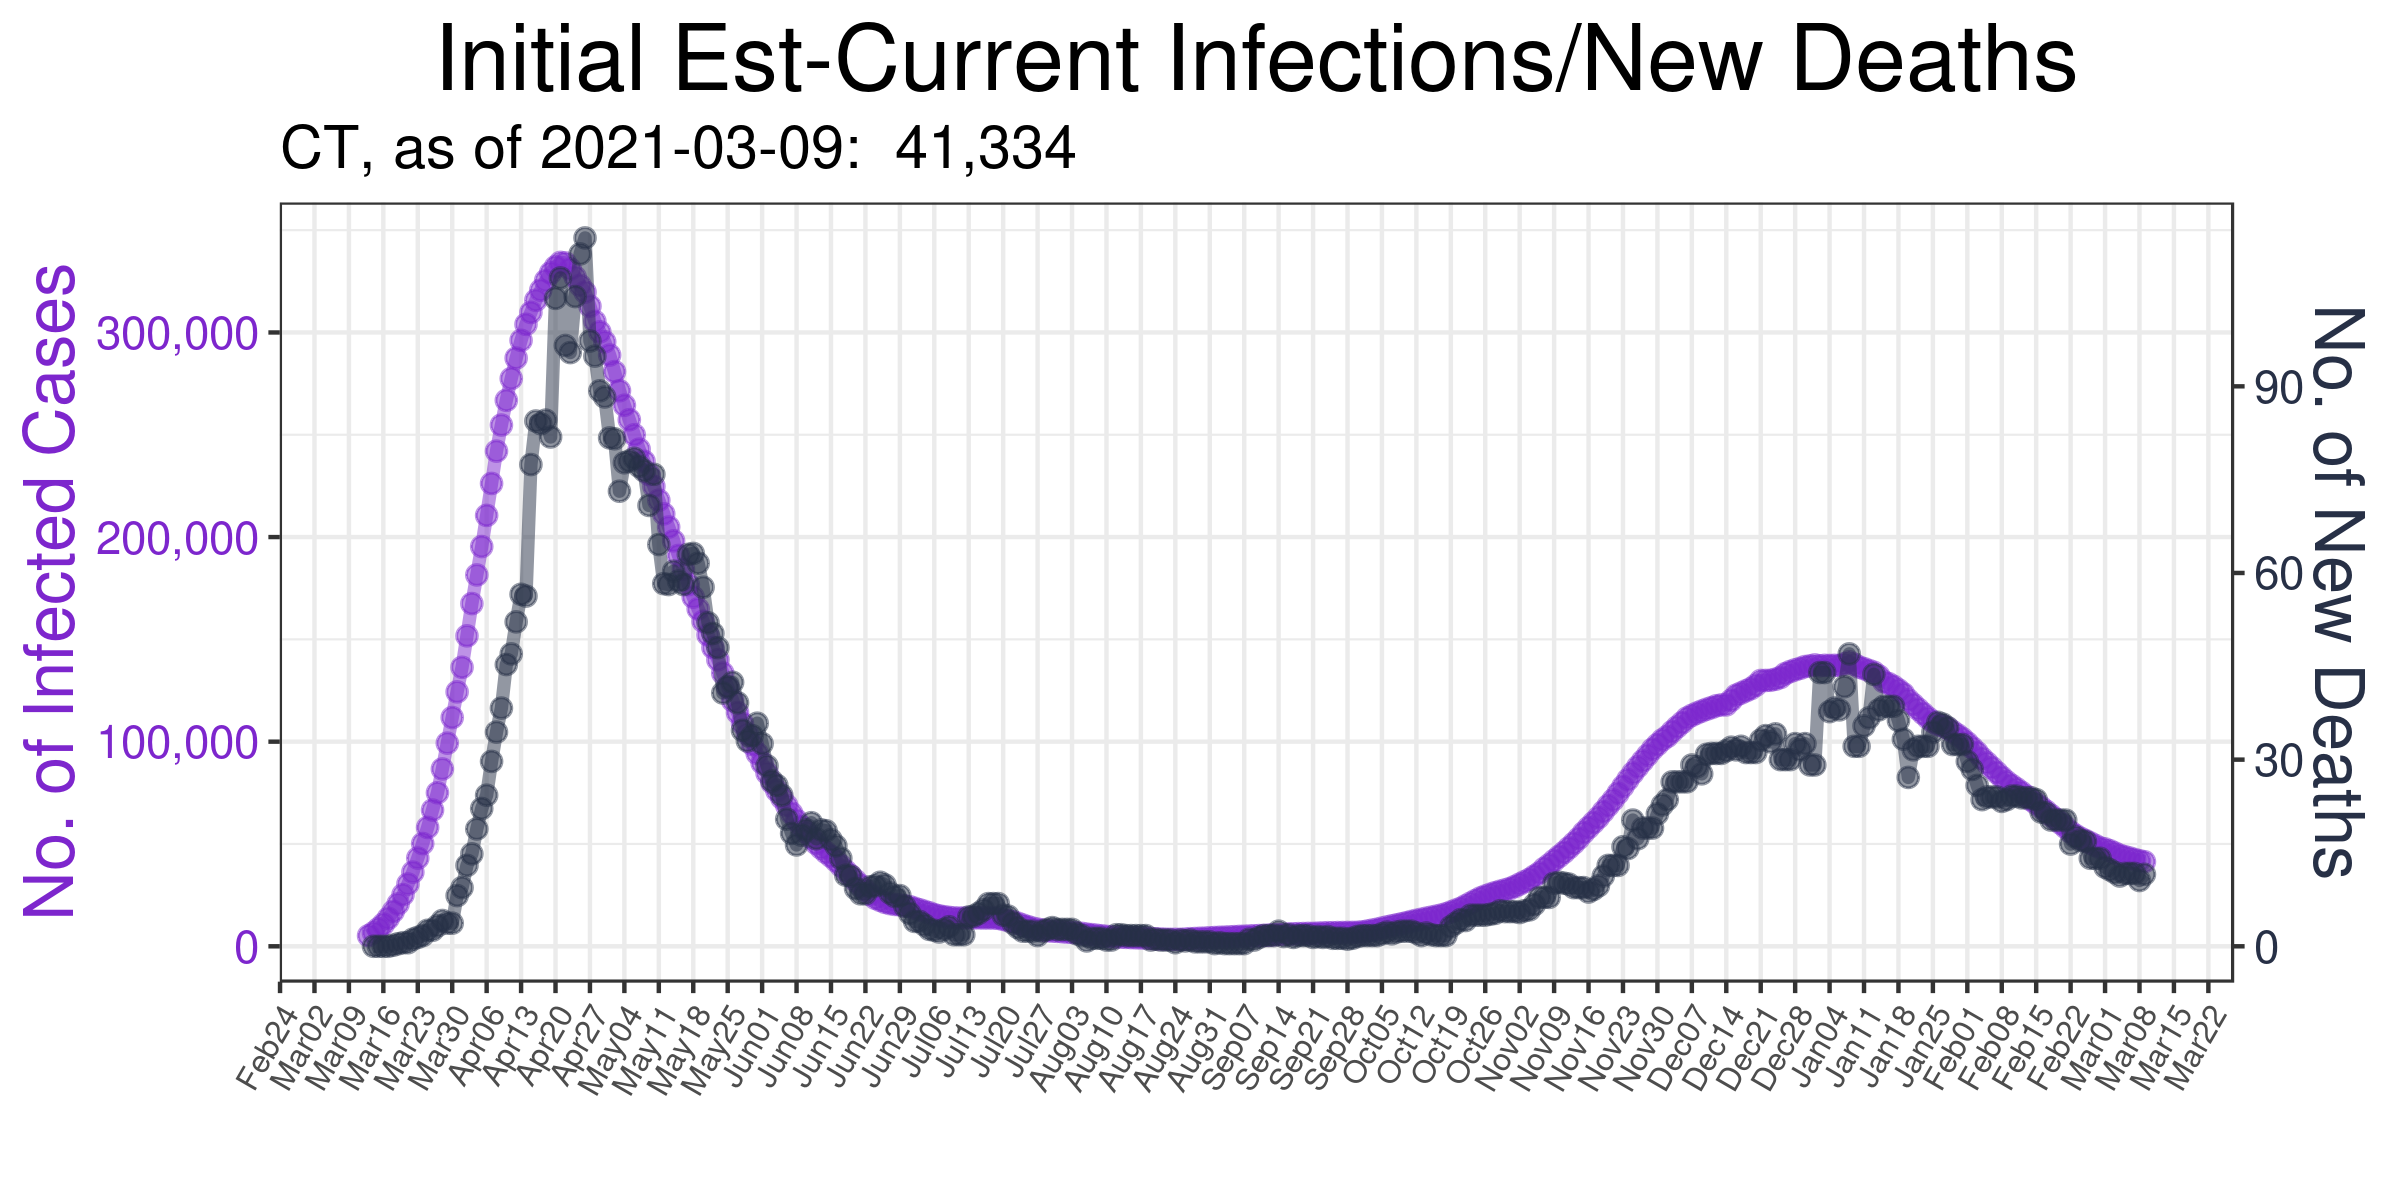 Initial Est-Current Infections/New Deaths
CT, as of 2021-03-09:  41,334
No. of Infected Cases
300,000
200,000
100,000
0
No. of New Deaths
90
60
30
0
Feb24
Mar02
Mar09
Mar16
Mar23
Mar30
Apr06
Apr13
Apr20
Apr27
May04
May11
May18
May25
Jun01
Jun08
Jun15
Jun22
Jun29
Jul06
Jul13
Jul20
Jul27
Aug03
Aug10
Aug17
Aug24
Aug31
Sep07
Sep14
Sep21
Sep28
Oct05
Oct12
Oct19
Oct26
Nov02
Nov09
Nov16
Nov23
Nov30
Dec07
Dec14
Dec21
Dec28
Jan04
Jan11
Jan18
Jan25
Feb01
Feb08
Feb15
Feb22
Mar01
Mar08
Mar15
Mar22